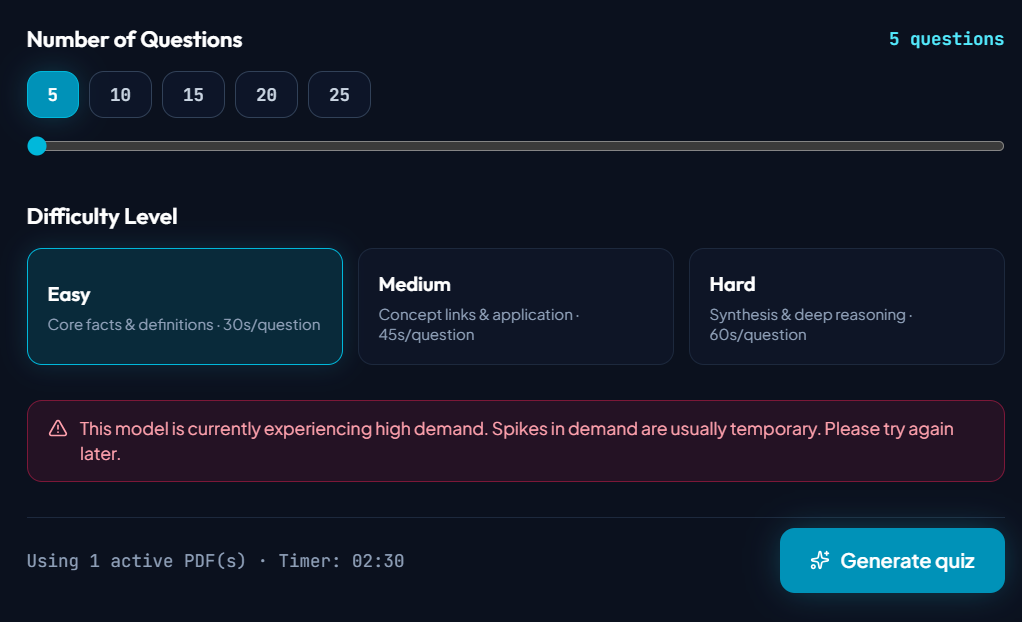 Number of Questions
5 questions
5
10
15
20
25
Difficulty Level
Easy
Core facts & definitions · 30s/question
Medium
Concept links & application ·
45s/question
Hard
Synthesis & deep reasoning ·
60s/question
This model is currently experiencing high demand. Spikes in demand are usually temporary. Please try again
later.
Using 1 active PDF(s) · Timer: 02:30
Generate quiz